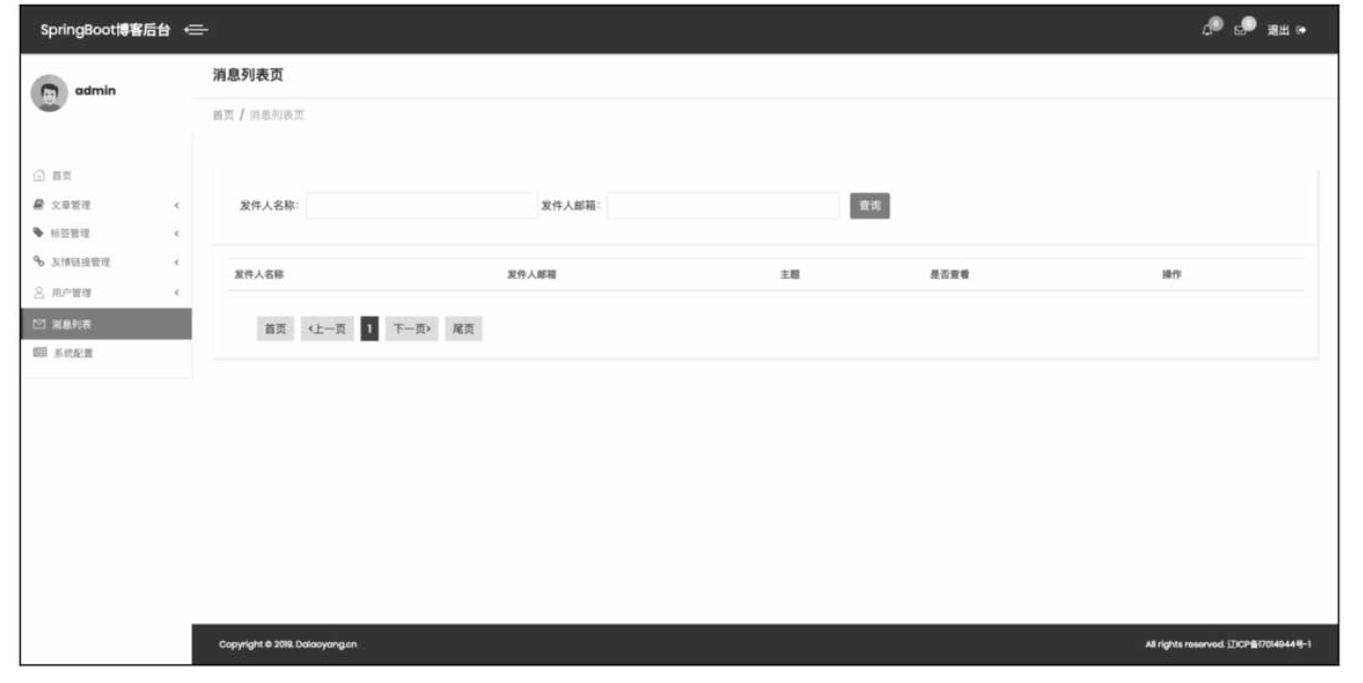 SpringBoot博客后台
0
0
退出
admin
消息列表页
首页 / 消息列表页
首页
文章管理
标签管理
友情链接管理
用户管理
消息列表
系统配置
发件人名称:
发件人邮箱:
查询
发件人名称 发件人邮箱 主题 是否查看 操作
首页 ‹上一页 1 下一页› 尾页
Copyright © 2019. Dalaoyang.cn
All rights reserved. 辽ICP备17014944号-1